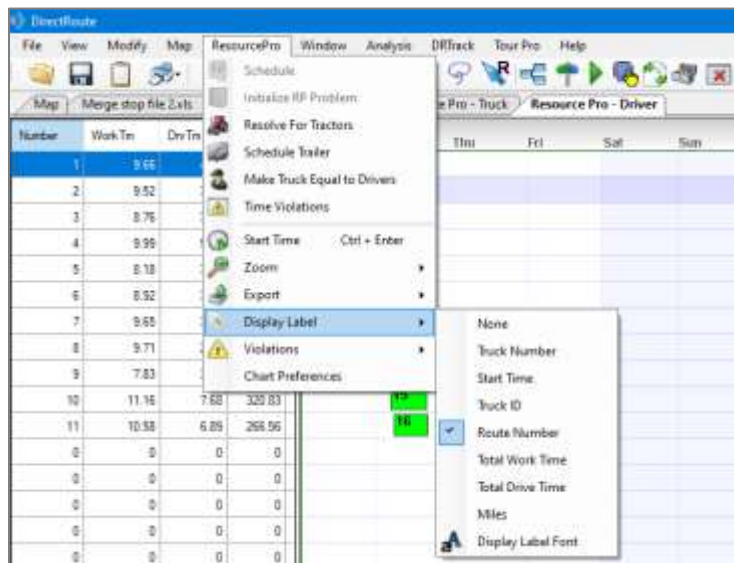 DirectRoute
File View Modify Map ResourcePro Window Analysis DRTrack Tour Pro Help
Map Merge stop file 2.xls e Pro - Truck Resource Pro - Driver
Number Work Tm Drv Tm Thu Fri Sat Sun
1 9.66
2 9.52
3 8.76
4 9.99
5 8.18
6 8.92
7 9.65
8 9.71
9 7.83
10 11.16 7.68 320.83 15
11 10.58 6.89 266.96 16
0 0 0
0 0 0
0 0 0
0 0 0
0 0 0
Schedule
Initialize RP Problem
Resolve For Tractors
Schedule Trailer
Make Truck Equal to Drivers
Time Violations
Start Time Ctrl + Enter
Zoom
Export
Display Label
Violations
Chart Preferences
None
Truck Number
Start Time
Truck ID
Route Number
Total Work Time
Total Drive Time
Miles
Display Label Font